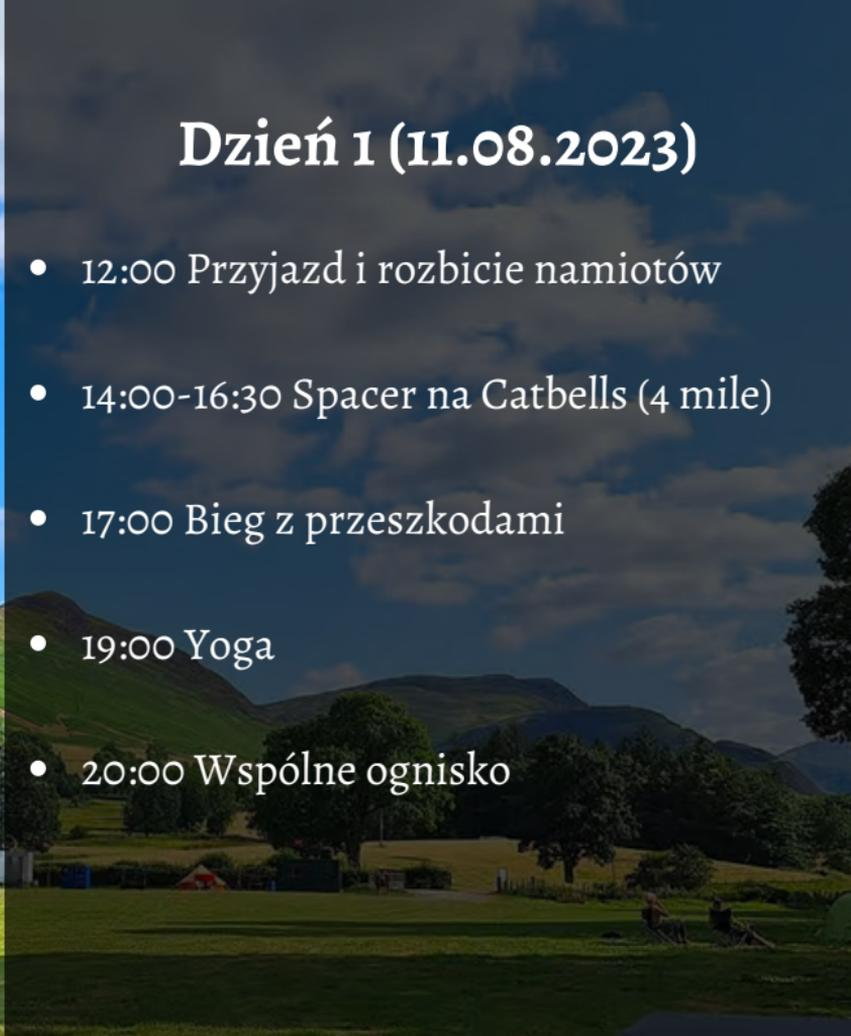 Dzień 1 (11.08.2023)
• 12:00 Przyjazd i rozbicie namiotów
• 14:00-16:30 Spacer na Catbells (4 mile)
• 17:00 Bieg z przeszkodami
• 19:00 Yoga
• 20:00 Wspólne ognisko